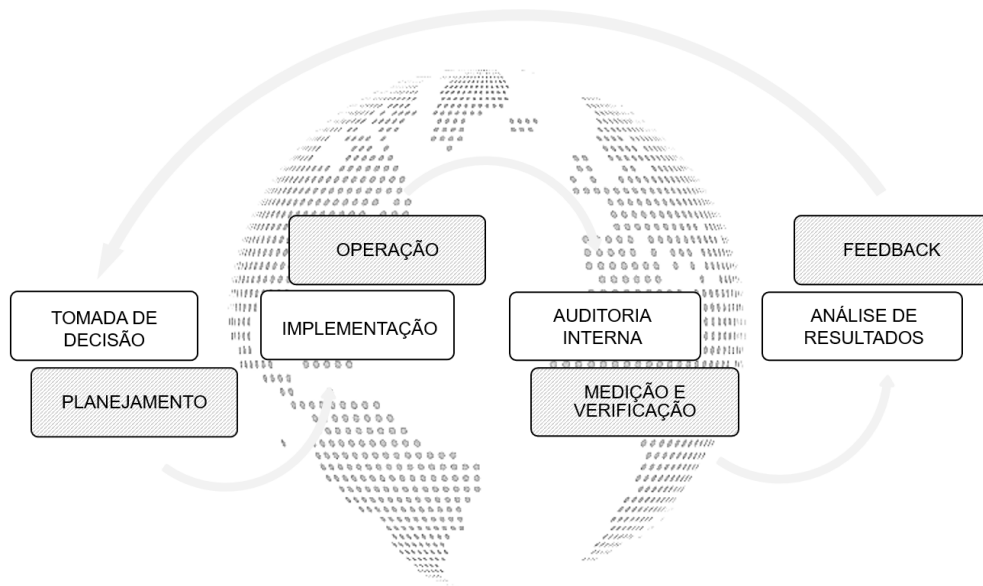 TOMADA DE
DECISÃO
PLANEJAMENTO
OPERAÇÃO
IMPLEMENTAÇÃO
AUDITORIA
INTERNA
MEDIÇÃO E
VERIFICAÇÃO
FEEDBACK
ANÁLISE DE
RESULTADOS